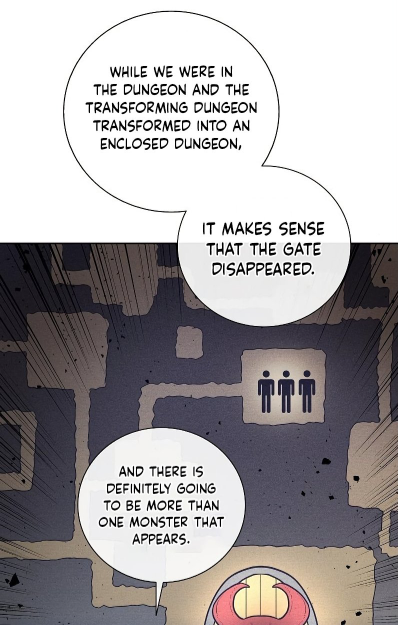 WHILE WE WERE IN
THE DUNGEON AND THE
TRANSFORMING DUNGEON
TRANSFORMED INTO AN
ENCLOSED DUNGEON,
IT MAKES SENSE
THAT THE GATE
DISAPPEARED.
AND THERE IS
DEFINITELY GOING
TO BE MORE THAN
ONE MONSTER THAT
APPEARS.